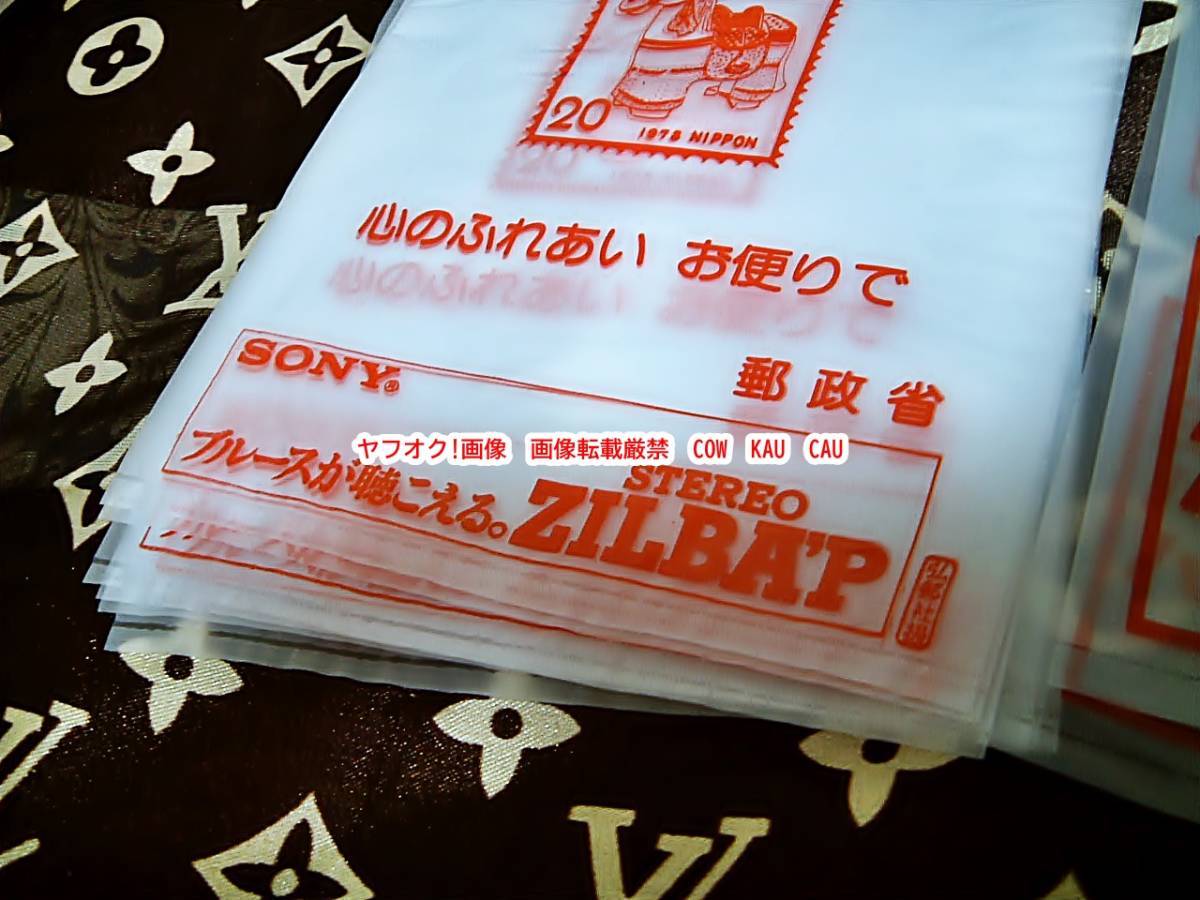 20
1978 NIPPON
心のふれあい お便りで
郵政省
SONY®
ヤフオク!画像 画像転載厳禁 COW KAU CAU
ブルースが聴こえる。
STEREO
ZILBA'P